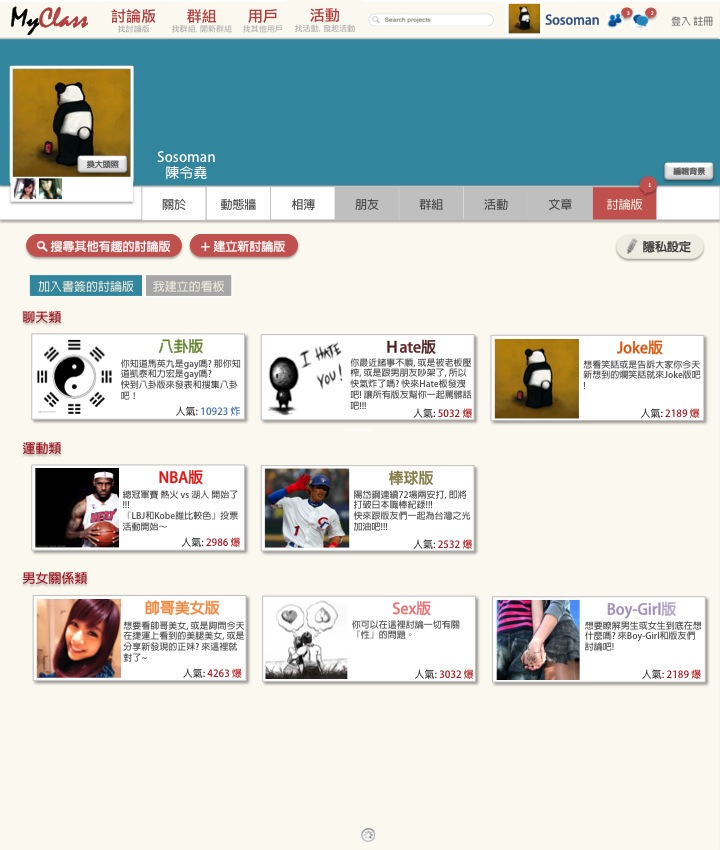 MyClass
討論版 群組 用戶 活動
找討論版 找群組, 開新群組 找其他用戶 找活動, 發起活動
Search projects
Sosoman
3
2
登入 註冊
換大頭照
Sosoman
陳令堯
編輯背景
1
關於 動態牆 相簿 朋友 群組 活動 文章 討論版
搜尋其他有趣的討論版
+ 建立新討論版
隱私設定
加入書簽的討論版 我建立的看板
聊天類
八卦版
你知道馬英九是gay嗎? 那你知
道凱泰和力宏是gay嗎?
快到八卦版來發表和搜集八卦
吧！
人氣: 10923 炸
I HATE
YOU!
Hate版
你最近諸事不順, 或是被老板壓
榨, 或是跟男朋友吵架了, 所以
快氣炸了嗎? 快來Hate板發洩
吧! 讓所有版友幫你一起罵髒話
吧!!!
人氣: 5032 爆
Joke版
想看笑話或是告訴大家你今天
新想到的爛笑話就來Joke版吧
!
人氣: 2189 爆
運動類
NBA版
總冠軍賽 熱火 vs 湖人 開始了
!!!
「LBJ和Kobe誰比較色」投票
活動開始～
人氣: 2986 爆
棒球版
陽岱鋼連續72場兩安打, 即將
打破日本職棒紀錄!!!
快來跟版友們一起為台灣之光
加油吧!!!
人氣: 2532 爆
男女關係類
帥哥美女版
想要看帥哥美女, 或是詢問今天
在捷運上看到的美腿美女, 或是
分享新發現的正妹? 來這裡就
對了~
人氣: 4263 爆
Sex版
你可以在這裡討論一切有關
「性」的問題。
人氣: 3032 爆
Boy-Girl版
想要瞭解男生或女生到底在想
什麼嗎? 來Boy-Girl和版友們
討論吧!
人氣: 2189 爆